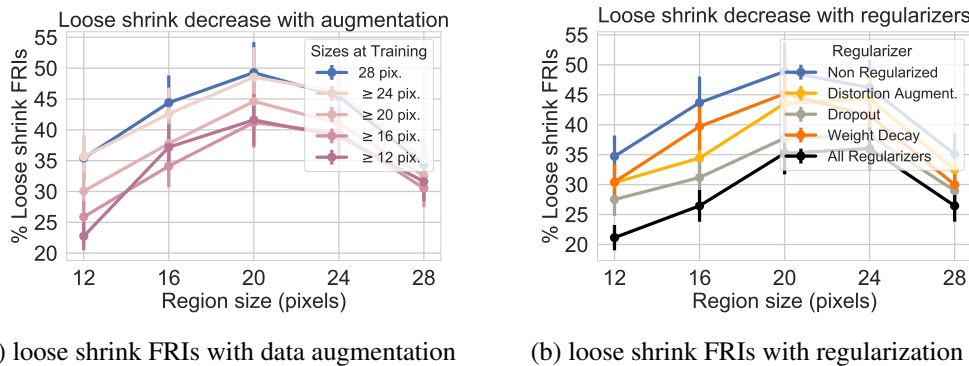 Loose shrink decrease with augmentation
% Loose shrink FRIs
55
50
45
40
35
30
25
20
12 16 20 24 28
Region size (pixels)
Sizes at Training
28 pix.
≥ 24 pix.
≥ 20 pix.
≥ 16 pix.
≥ 12 pix.
) loose shrink FRIs with data augmentation
Loose shrink decrease with regularizers
% Loose shrink FRIs
55
50
45
40
35
30
25
20
12 16 20 24 28
Region size (pixels)
Regularizer
Non Regularized
Distortion Augment.
Dropout
Weight Decay
All Regularizers
(b) loose shrink FRIs with regularization